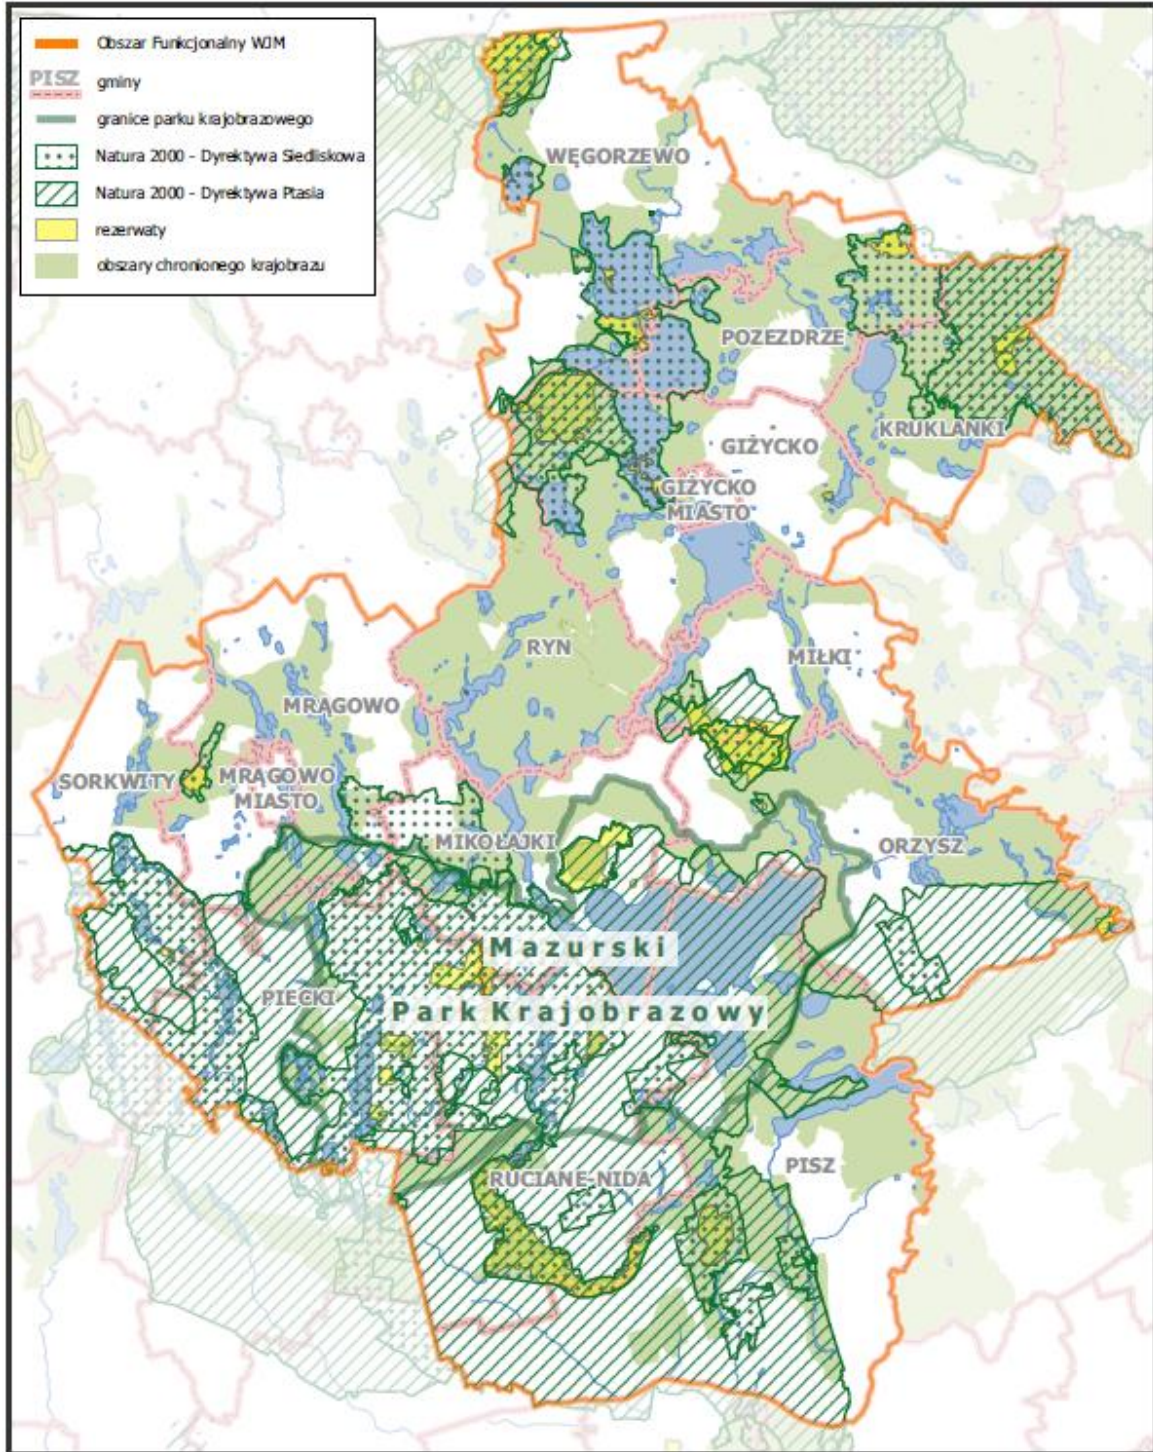 Obszar Funkcjonalny WJM
PISZ gminy
granice parku krajobrazowego
Natura 2000 - Dyrektywa Siedliskowa
Natura 2000 - Dyrektywa Ptasia
rezerwaty
obszary chronionego krajobrazu
WĘGORZEWO
POZEZDRZE
KRUKLANKI
GIŻYCKO
GIŻYCKO
MIASTO
RYN
MIŁKI
MRĄGOWO
SORKWITY
MRĄGOWO
MIASTO
MIKOŁAJKI
ORZYSZ
Mazurski
PIECKI
Park Krajobrazowy
PISZ
RUCIANE-NIDA